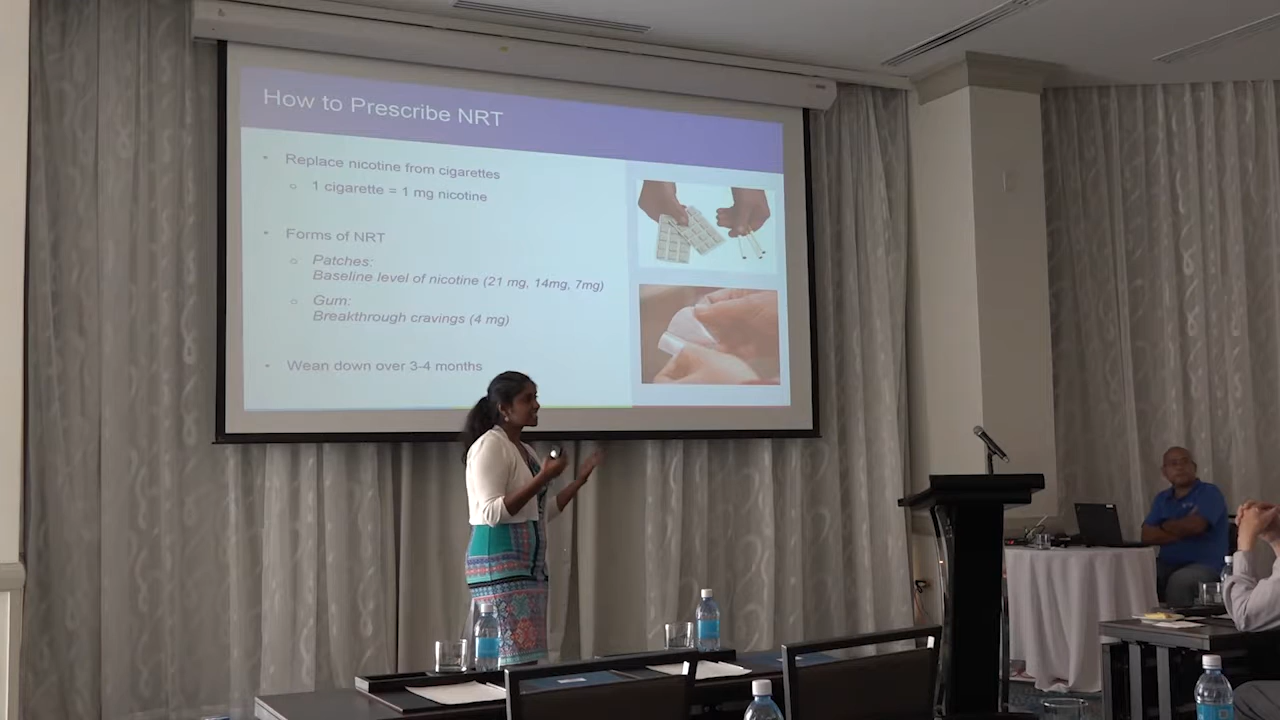 How to Prescribe NRT
• Replace nicotine from cigarettes
○ 1 cigarette = 1 mg nicotine
• Forms of NRT
○ Patches:
Baseline level of nicotine (21 mg, 14mg, 7mg)
○ Gum:
Breakthrough cravings (4 mg)
• Wean down over 3-4 months